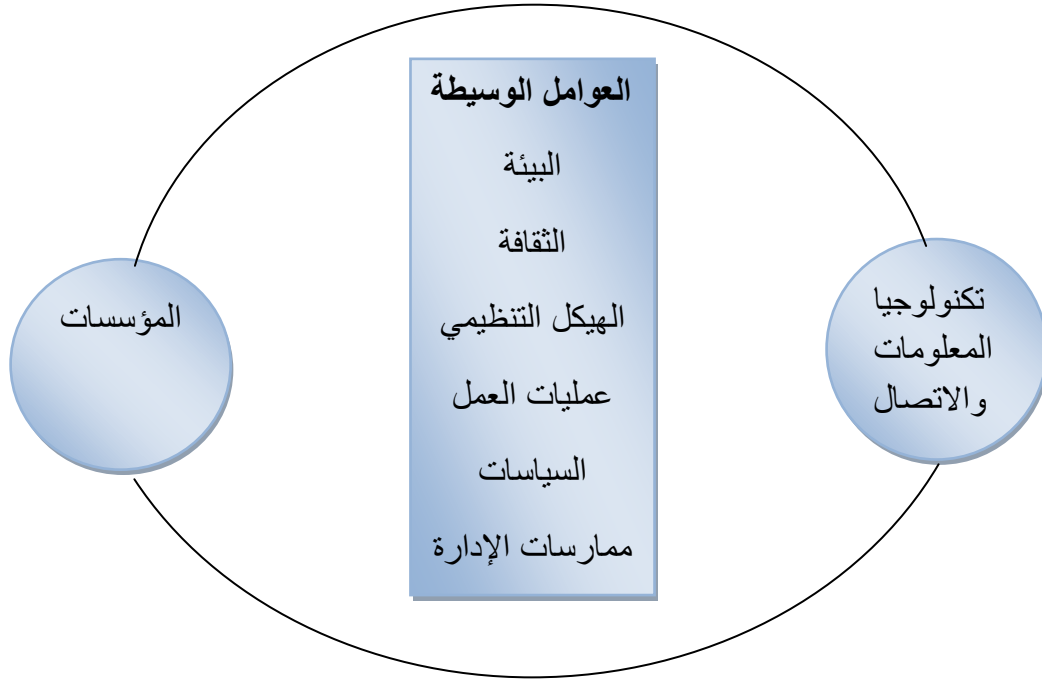 العوامل الوسيطة
البيئة
الثقافة
الهيكل التنظيمي
عمليات العمل
السياسات
ممارسات الإدارة
تكنولوجيا
المعلومات
والاتصال
المؤسسات